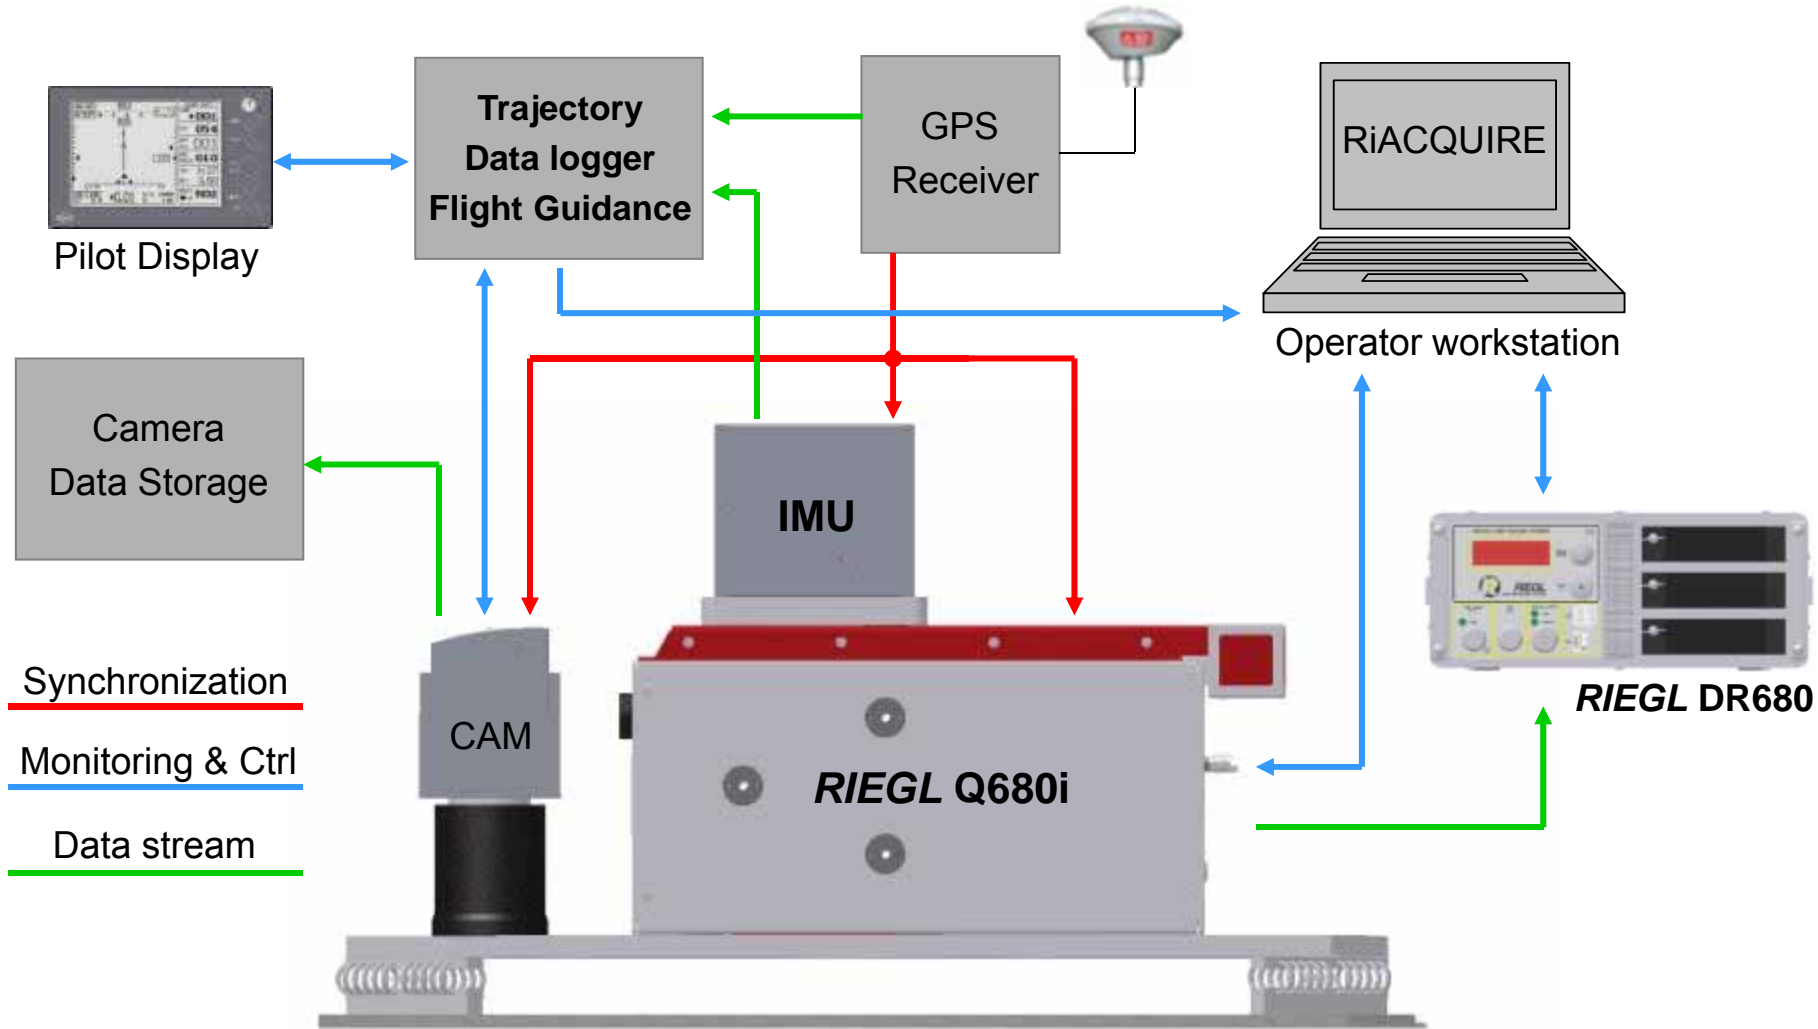 Trajectory
Data logger
Flight Guidance
GPS
Receiver
RiACQUIRE
Pilot Display
Operator workstation
Camera
Data Storage
IMU
RIEGL
RIEGL DR680
Synchronization
Monitoring & Ctrl
Data stream
CAM
RIEGL Q680i